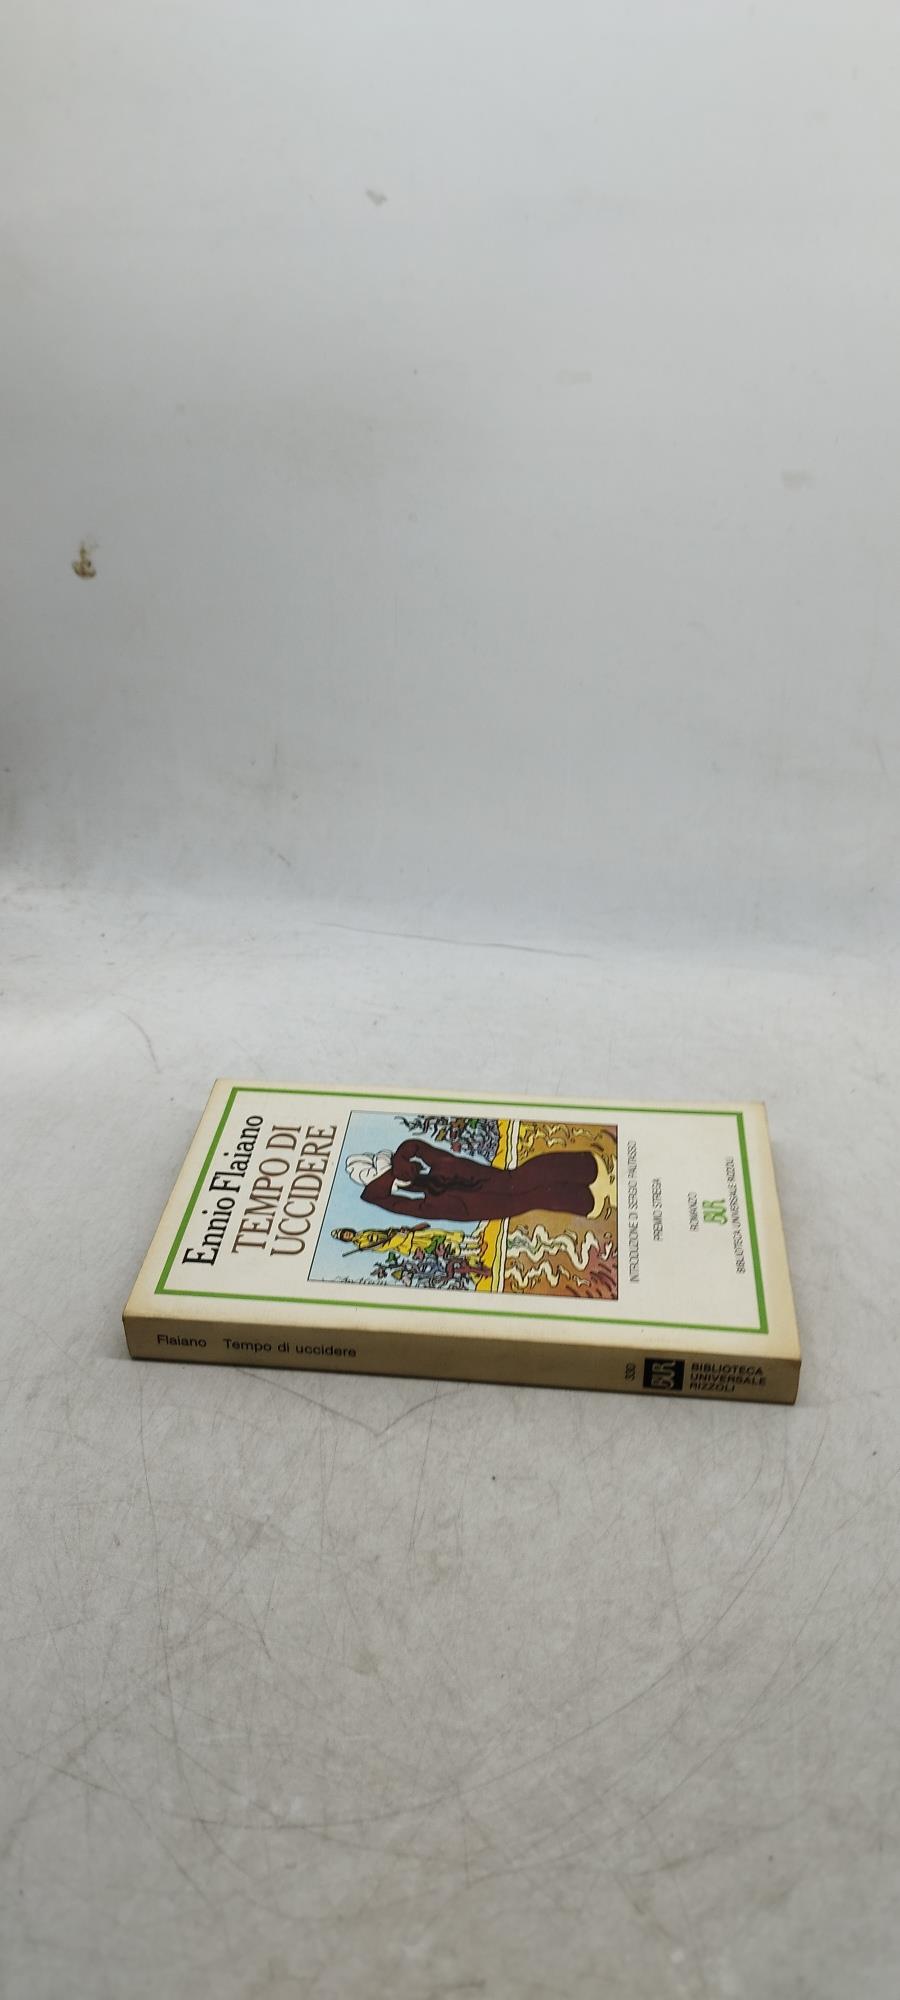 Ennio Flaiano
TEMPO DI
UCCIDERE
INTRODUZIONE DI SERGIO PAUTASSO
PREMIO STREGA
ROMANZO
BUR
BIBLIOTECA UNIVERSALE RIZZOLI
Flaiano Tempo di uccidere
330
BUR
BIBLIOTECA
UNIVERSALE
RIZZOLI